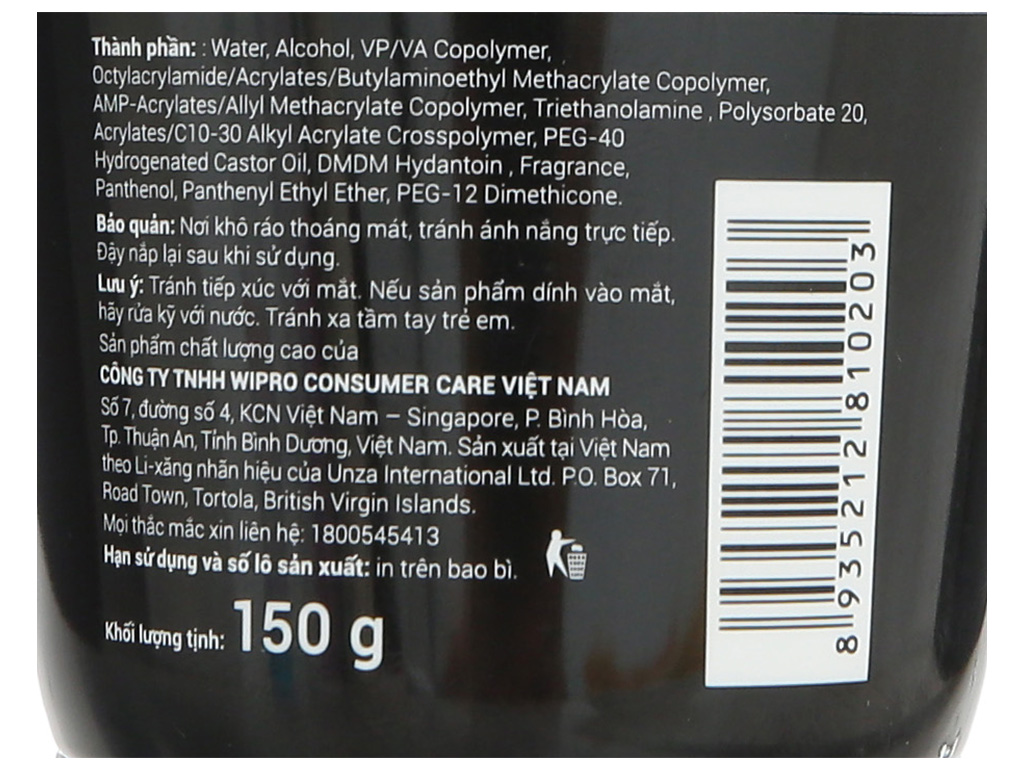 Thành phần: : Water, Alcohol, VP/VA Copolymer,
Octylacrylamide/Acrylates/Butylaminoethyl Methacrylate Copolymer,
AMP-Acrylates/Allyl Methacrylate Copolymer, Triethanolamine , Polysorbate 20,
Acrylates/C10-30 Alkyl Acrylate Crosspolymer, PEG-40
Hydrogenated Castor Oil, DMDM Hydantoin , Fragrance,
Panthenol, Panthenyl Ethyl Ether, PEG-12 Dimethicone.
Bảo quản: Nơi khô ráo thoáng mát, tránh ánh nắng trực tiếp.
Đậy nắp lại sau khi sử dụng.
Lưu ý: Tránh tiếp xúc với mắt. Nếu sản phẩm dính vào mắt,
hãy rửa kỹ với nước. Tránh xa tầm tay trẻ em.
Sản phẩm chất lượng cao của
CÔNG TY TNHH WIPRO CONSUMER CARE VIỆT NAM
Số 7, đường số 4, KCN Việt Nam – Singapore, P. Bình Hòa,
Tp. Thuận An, Tỉnh Bình Dương, Việt Nam. Sản xuất tại Việt Nam
theo Li-xăng nhãn hiệu của Unza International Ltd. P.O. Box 71,
Road Town, Tortola, British Virgin Islands.
Mọi thắc mắc xin liên hệ: 1800545413
Hạn sử dụng và số lô sản xuất: in trên bao bì.
Khối lượng tịnh: 150 g
8935212810203